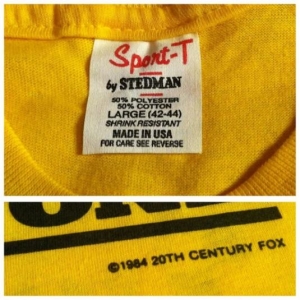 Sport-T
by STEDMAN
50% POLYESTER
50% COTTON
LARGE (42-44)
SHRINK RESISTANT
MADE IN USA
FOR CARE SEE REVERSE
©1984 20TH CENTURY FOX